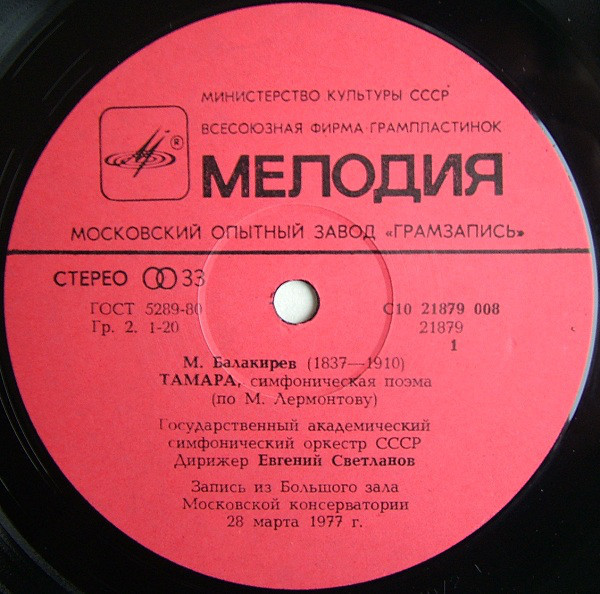 МИНИСТЕРСТВО КУЛЬТУРЫ СССР
ВСЕСОЮЗНАЯ ФИРМА ГРАМПЛАСТИНОК
®
МЕЛОДИЯ
МОСКОВСКИЙ ОПЫТНЫЙ ЗАВОД «ГРАМЗАПИСЬ»
СТЕРЕО 33
ГОСТ 5289-80 С10 21879 008
Гр. 2. 1-20 21879
1
М. Балакирев (1837—1910)
ТАМАРА, симфоническая поэма
(по М. Лермонтову)
Государственный академический
симфонический оркестр СССР
Дирижер Евгений Светланов
Запись из Большого зала
Московской консерватории
28 марта 1977 г.